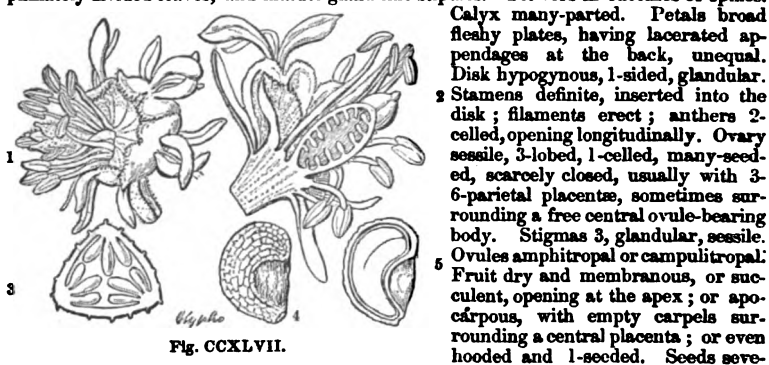 Calyx many-parted. Petals broad
fleshy plates, having lacerated ap-
pendages at the back, unequal.
Disk hypogynous, 1-sided, glandular.
Stamens definite, inserted into the
disk ; filaments erect ; anthers 2-
celled, opening longitudinally. Ovary
sessile, 3-lobed, 1-celled, many-seed-
ed, scarcely closed, usually with 3-
6-parietal placentæ, sometimes sur-
rounding a free central ovule-bearing
body. Stigmas 3, glandular, sessile.
Ovules amphitropal or campulitropal.
Fruit dry and membranous, or suc-
culent, opening at the apex ; or apo-
cárpous, with empty carpels sur-
rounding a central placenta ; or even
hooded and 1-seeded. Seeds seve-
1
2
3
4
5
Fig. CCXLVII.